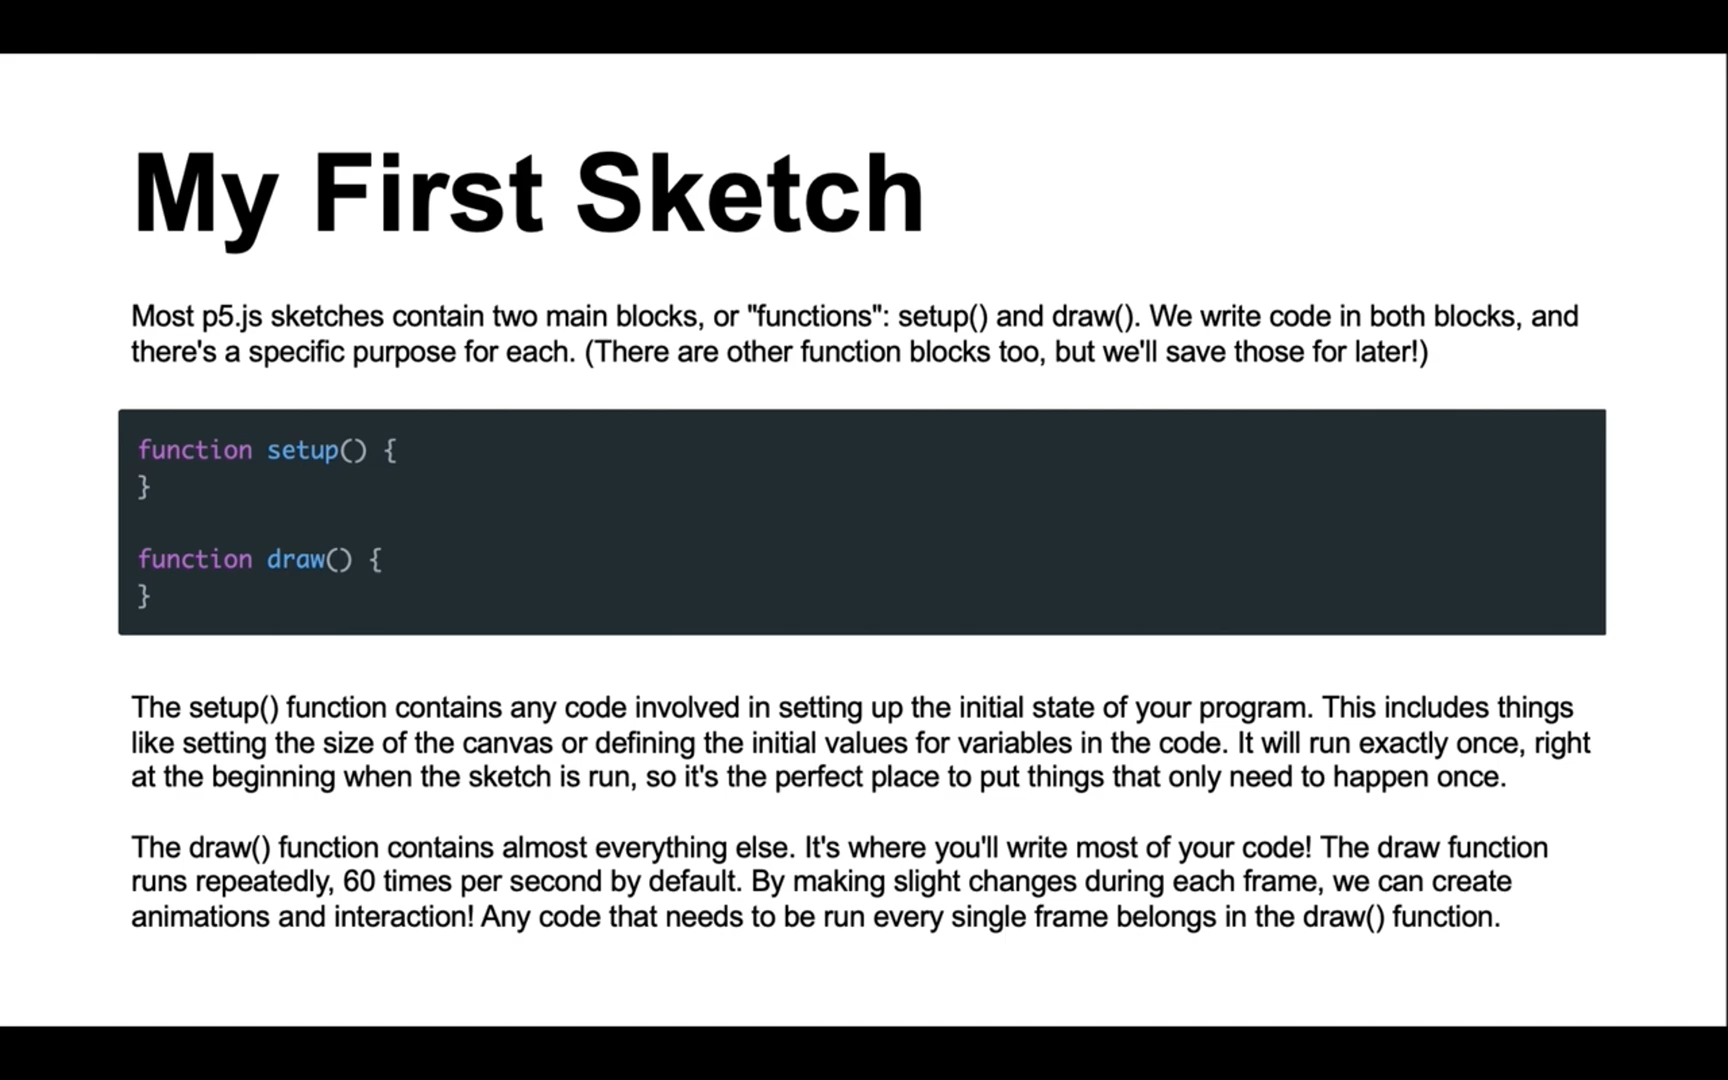 My First Sketch
Most p5.js sketches contain two main blocks, or "functions": setup() and draw(). We write code in both blocks, and
there's a specific purpose for each. (There are other function blocks too, but we'll save those for later!)
function setup() {
}
function draw() {
}
The setup() function contains any code involved in setting up the initial state of your program. This includes things
like setting the size of the canvas or defining the initial values for variables in the code. It will run exactly once, right
at the beginning when the sketch is run, so it's the perfect place to put things that only need to happen once.
The draw() function contains almost everything else. It's where you'll write most of your code! The draw function
runs repeatedly, 60 times per second by default. By making slight changes during each frame, we can create
animations and interaction! Any code that needs to be run every single frame belongs in the draw() function.